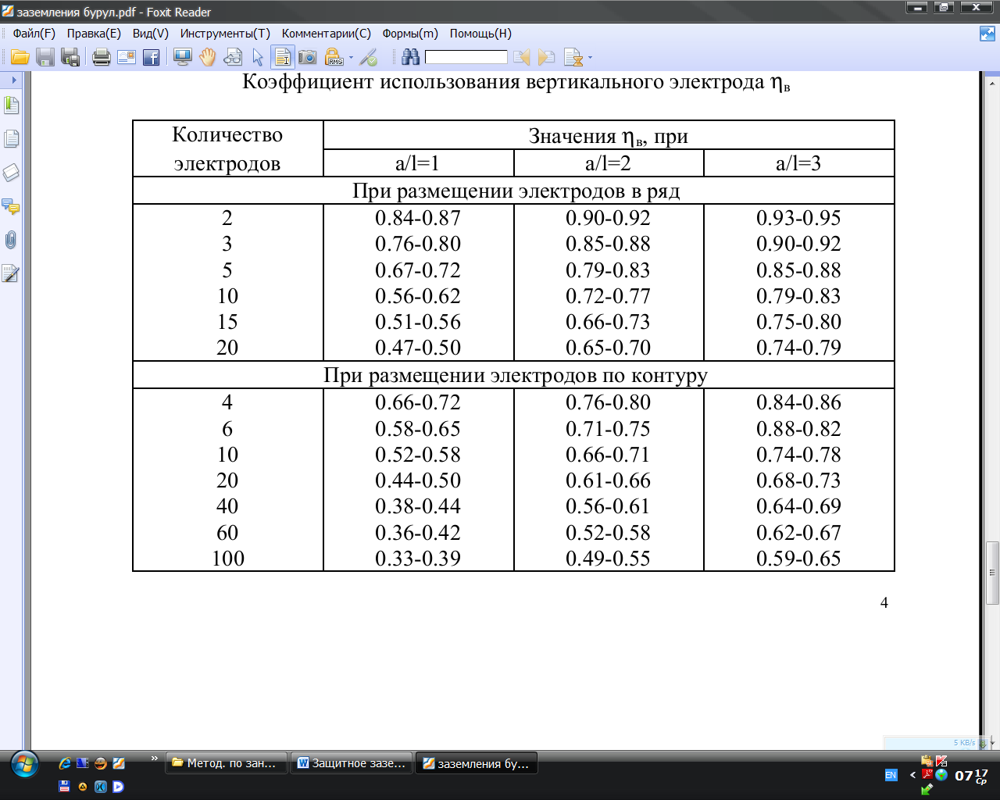 заземления бурул.pdf - Foxit Reader
Файл(F) Правка(E) Вид(V) Инструменты(T) Комментарии(C) Формы(m) Помощь(H)
RMS
Коэффициент использования вертикального электрода ηв
Количество электродов
Значения ηв, при
a/l=1 a/l=2 a/l=3
При размещении электродов в ряд
2 0.84-0.87 0.90-0.92 0.93-0.95
3 0.76-0.80 0.85-0.88 0.90-0.92
5 0.67-0.72 0.79-0.83 0.85-0.88
10 0.56-0.62 0.72-0.77 0.79-0.83
15 0.51-0.56 0.66-0.73 0.75-0.80
20 0.47-0.50 0.65-0.70 0.74-0.79
При размещении электродов по контуру
4 0.66-0.72 0.76-0.80 0.84-0.86
6 0.58-0.65 0.71-0.75 0.88-0.82
10 0.52-0.58 0.66-0.71 0.74-0.78
20 0.44-0.50 0.61-0.66 0.68-0.73
40 0.38-0.44 0.56-0.61 0.64-0.69
60 0.36-0.42 0.52-0.58 0.62-0.67
100 0.33-0.39 0.49-0.55 0.59-0.65
4
5 KB/s
Метод. по зан... Защитное зазе... заземления бу...
EN 07 17 Ср